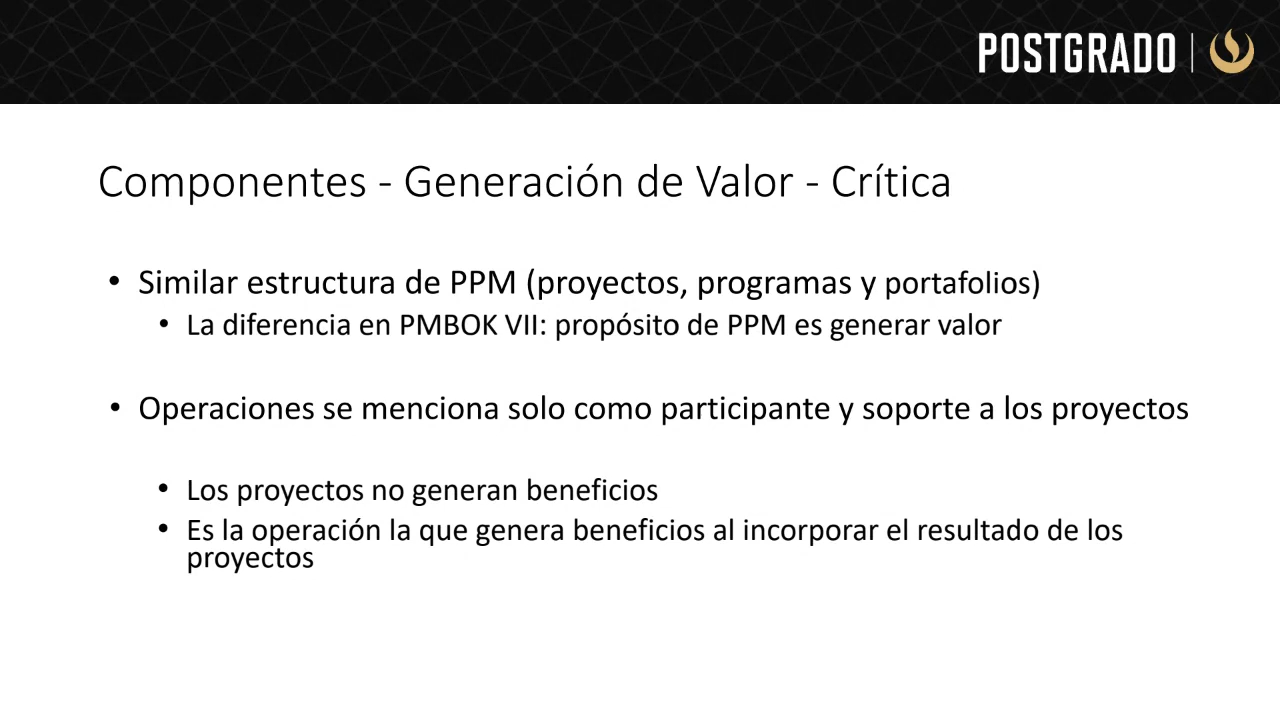 POSTGRADO
Componentes - Generación de Valor - Crítica
• Similar estructura de PPM (proyectos, programas y portafolios)
• La diferencia en PMBOK VII: propósito de PPM es generar valor
• Operaciones se menciona solo como participante y soporte a los proyectos
• Los proyectos no generan beneficios
• Es la operación la que genera beneficios al incorporar el resultado de los
proyectos